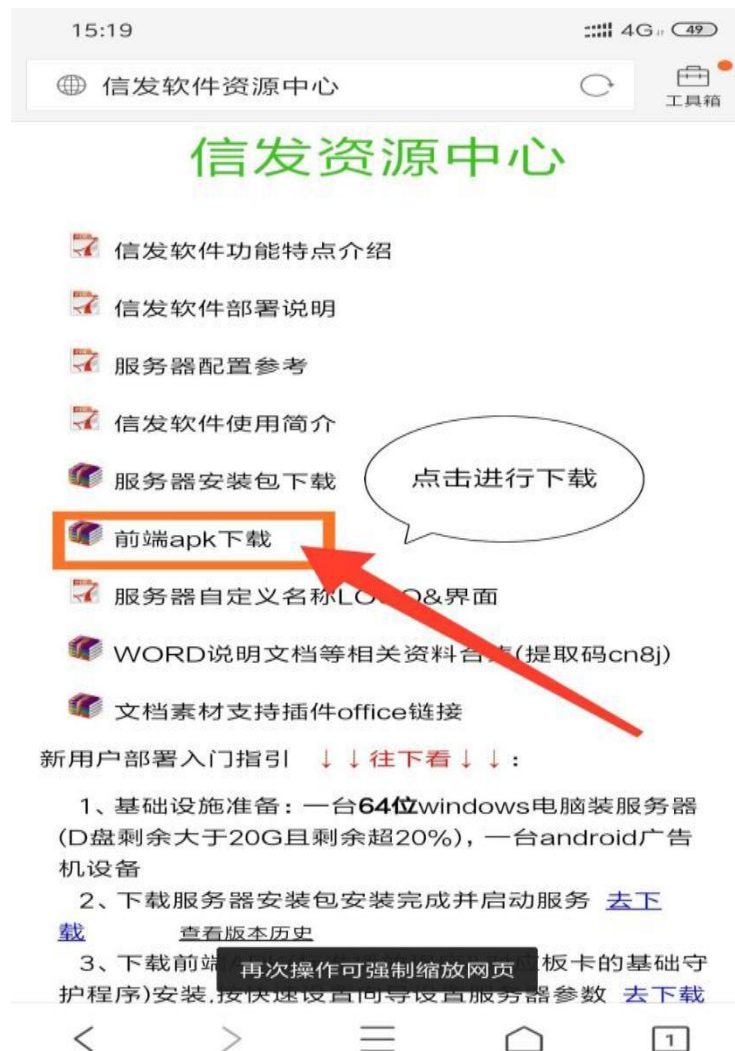 15:19
4G 49
信发软件资源中心
工具箱
信发资源中心
信发软件功能特点介绍
信发软件部署说明
服务器配置参考
信发软件使用简介
服务器安装包下载
点击进行下载
前端apk下载
服务器自定义名称LO O&界面
WORD说明文档等相关资料合集(提取码cn8j)
文档素材支持插件office链接
新用户部署入门指引 ↓↓往下看↓↓:
1、基础设施准备:一台64位windows电脑装服务器
(D盘剩余大于20G且剩余超20%),一台android广告
机设备
2、下载服务器安装包安装完成并启动服务 去下
载 查看版本历史
3、下载前端 板卡的基础守
再次操作可强制缩放网页
护程序)安装,按快速设置向导设置服务器参数 去下载
1